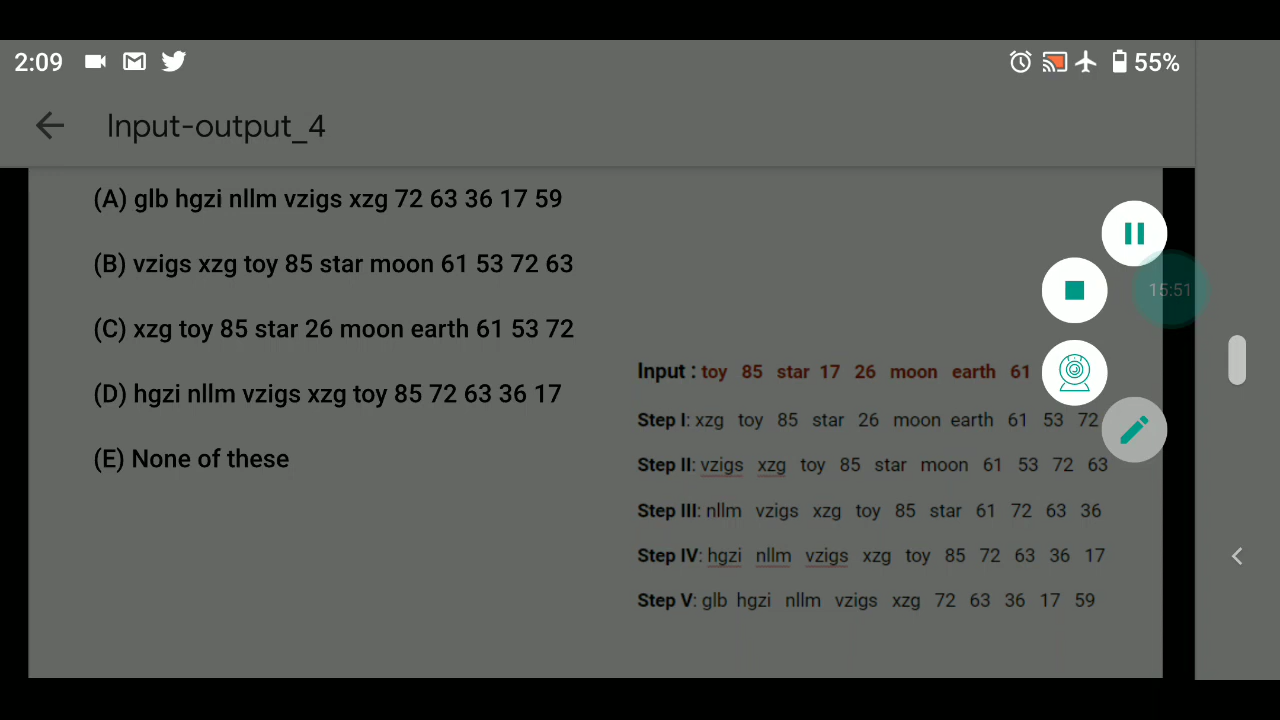 2:09
55%
Input-output_4
(A) glb hgzi nllm vzigs xzg 72 63 36 17 59
(B) vzigs xzg toy 85 star moon 61 53 72 63
(C) xzg toy 85 star 26 moon earth 61 53 72
(D) hgzi nllm vzigs xzg toy 85 72 63 36 17
(E) None of these
15:51
Input : toy 85 star 17 26 moon earth 61
Step I: xzg toy 85 star 26 moon earth 61 53 72
Step II: vzigs xzg toy 85 star moon 61 53 72 63
Step III: nllm vzigs xzg toy 85 star 61 72 63 36
Step IV: hgzi nllm vzigs xzg toy 85 72 63 36 17
Step V: glb hgzi nllm vzigs xzg 72 63 36 17 59